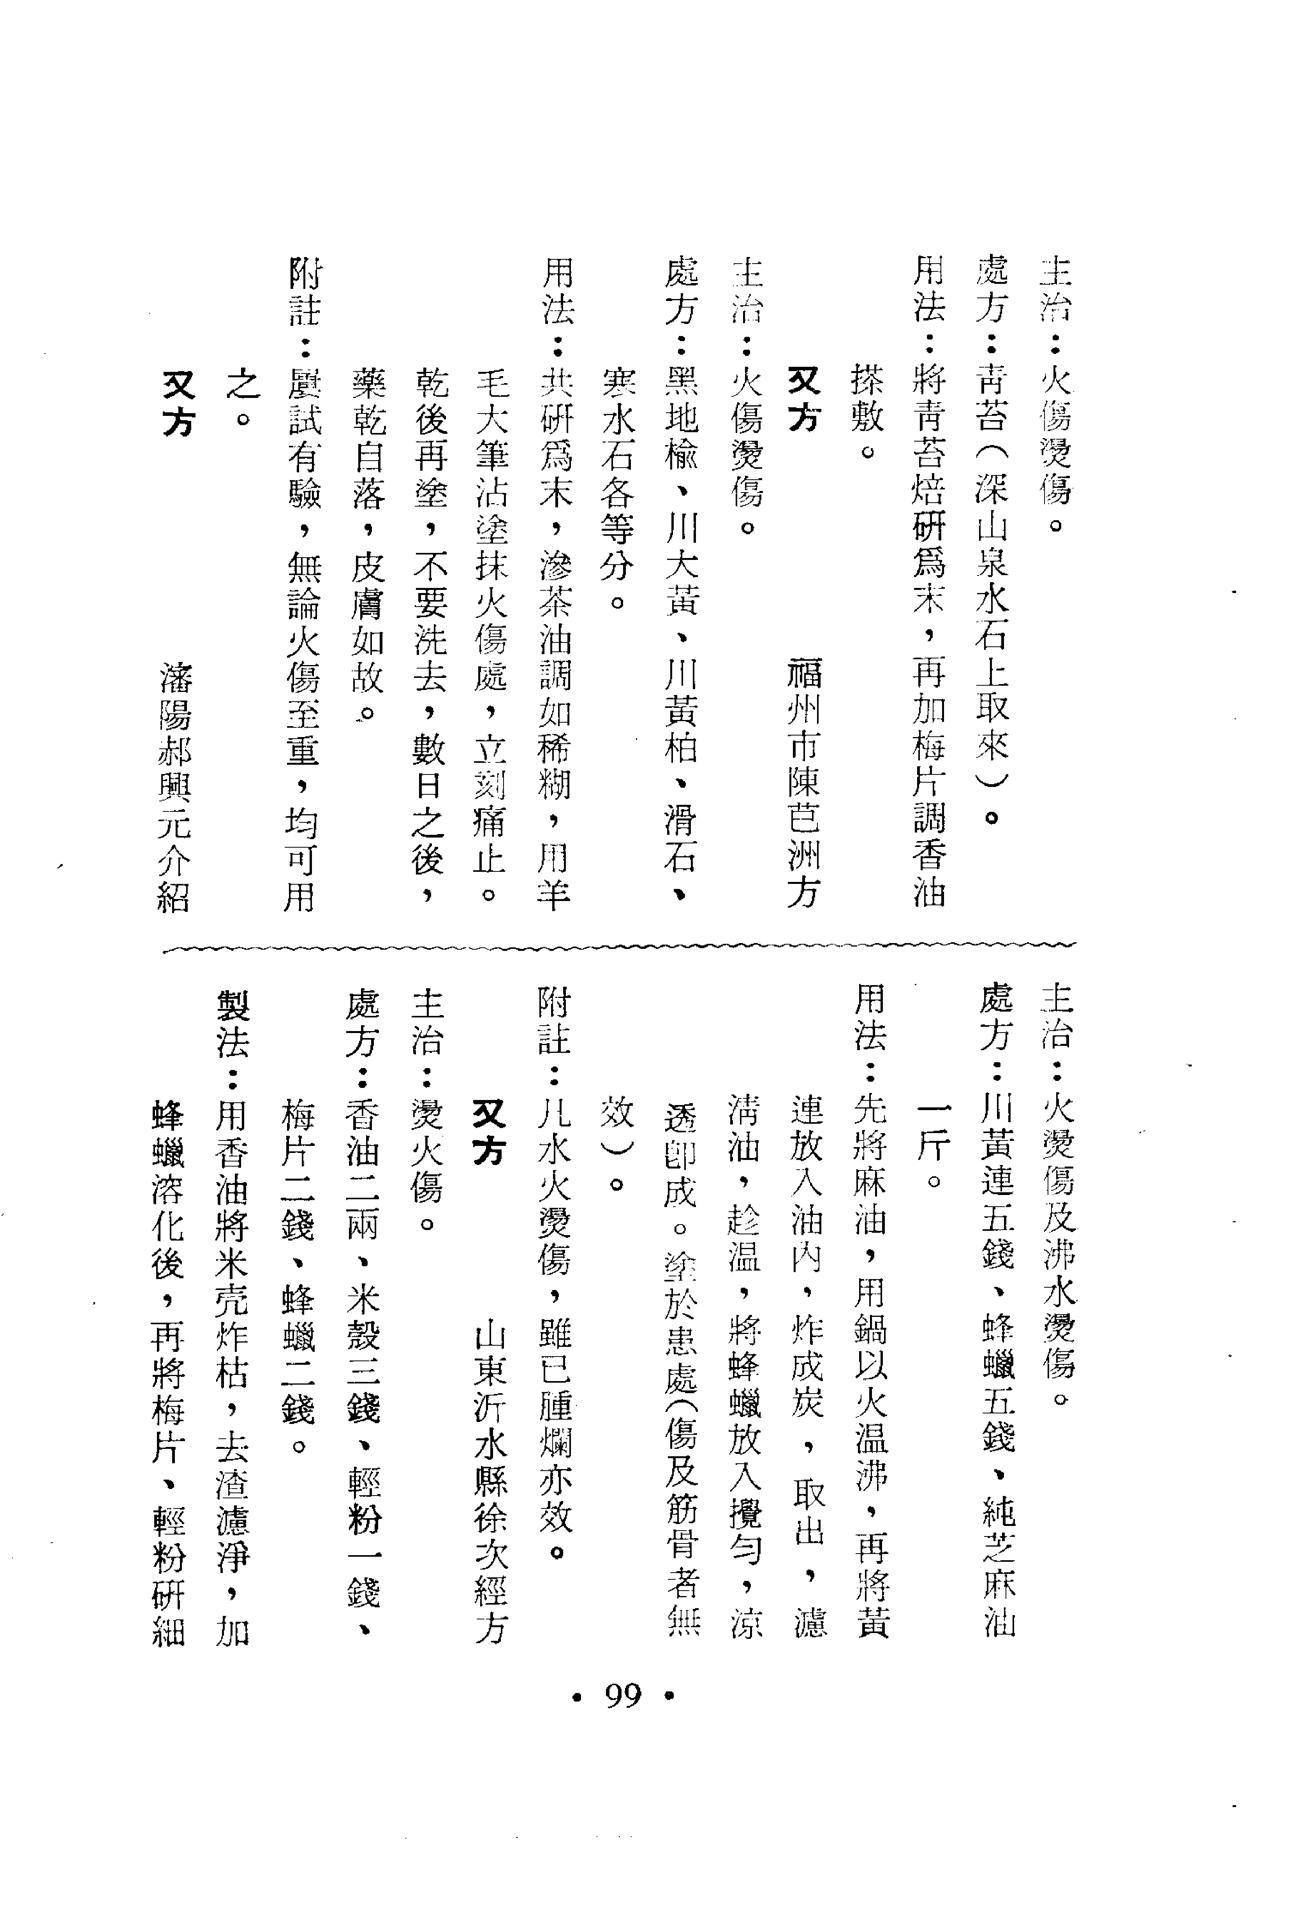 主治：火傷燙傷。
處方：靑苔（深山泉水石上取來）。
用法：將靑苔焙研爲末，再加梅片調香油
搽敷。
又方　福州市陳芭洲方
主治：火傷燙傷。
處方：黑地榆、川大黃、川黃柏、滑石、
寒水石各等分。
用法：共研爲末，滲茶油調如稀糊，用羊
毛大筆沾塗抹火傷處，立刻痛止。
乾後再塗，不要洗去，數日之後，
藥乾自落，皮膚如故。
附註：屢試有驗，無論火傷至重，均可用
之。
又方　瀋陽郝興元介紹
主治：火燙傷及沸水燙傷。
處方：川黃連五錢、蜂蠟五錢、純芝麻油
一斤。
用法：先將麻油，用鍋以火温沸，再將黃
連放入油內，炸成炭，取出，濾
淸油，趁温，將蜂蠟放入攪匀，涼
透卽成。塗於患處（傷及筋骨者無
效）。
附註：凡水火燙傷，雖已腫爛亦效。
又方　山東沂水縣徐次經方
主治：燙火傷。
處方：香油二兩、米殼三錢、輕粉一錢、
梅片二錢、蜂蠟二錢。
製法：用香油將米壳炸枯，去渣濾淨，加
蜂蠟溶化後，再將梅片、輕粉研細
• 99 •